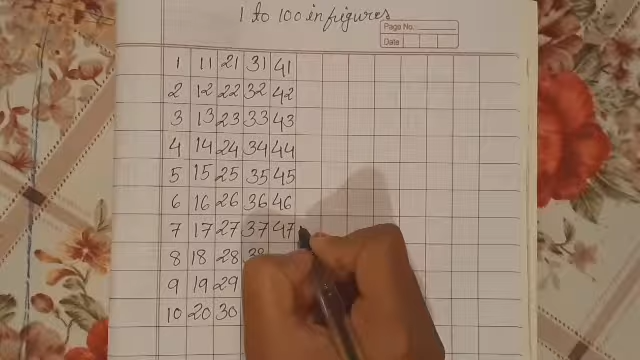 1 to 100 in figures
Page No.
Date
1 11 21 31 41
2 12 22 32 42
3 13 23 33 43
4 14 24 34 44
5 15 25 35 45
6 16 26 36 46
7 17 27 37 47
8 18 28 38
9 19 29
10 20 30